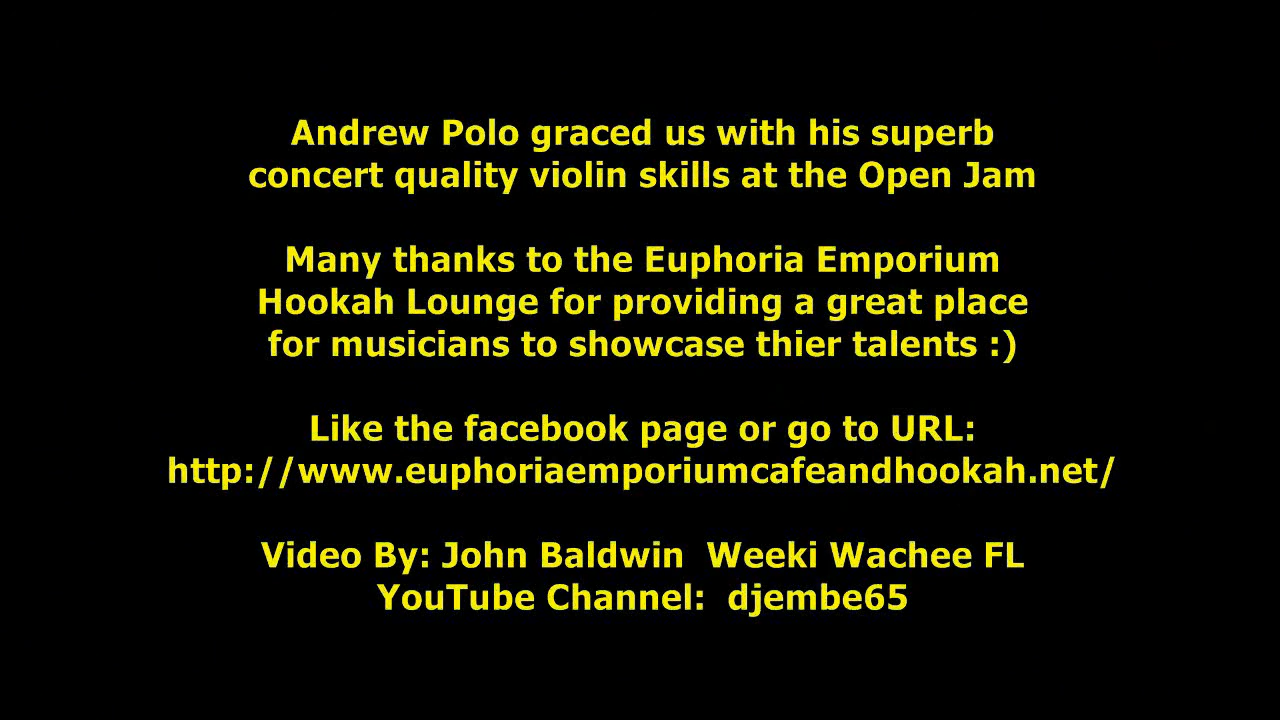 Andrew Polo graced us with his superb
concert quality violin skills at the Open Jam
Many thanks to the Euphoria Emporium
Hookah Lounge for providing a great place
for musicians to showcase thier talents :)
Like the facebook page or go to URL:
http://www.euphoriaemporiumcafeandhookah.net/
Video By: John Baldwin  Weeki Wachee FL
YouTube Channel:  djembe65